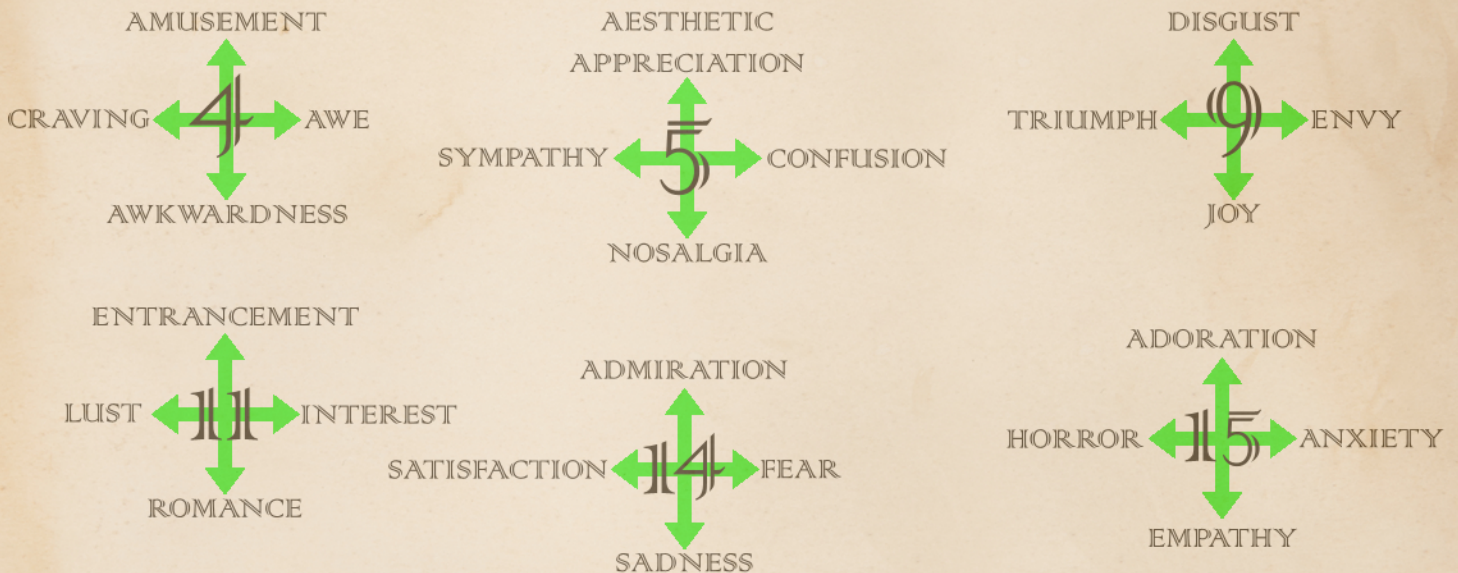 AMUSEMENT
CRAVING 4 AWE
AWKWARDNESS
AESTHETIC
APPRECIATION
SYMPATHY 5 CONFUSION
NOSALGIA
DISGUST
TRIUMPH 9 ENVY
JOY
ENTRANCEMENT
LUST 11 INTEREST
ROMANCE
ADMIRATION
SATISFACTION 14 FEAR
SADNESS
ADORATION
HORROR 15 ANXIETY
EMPATHY